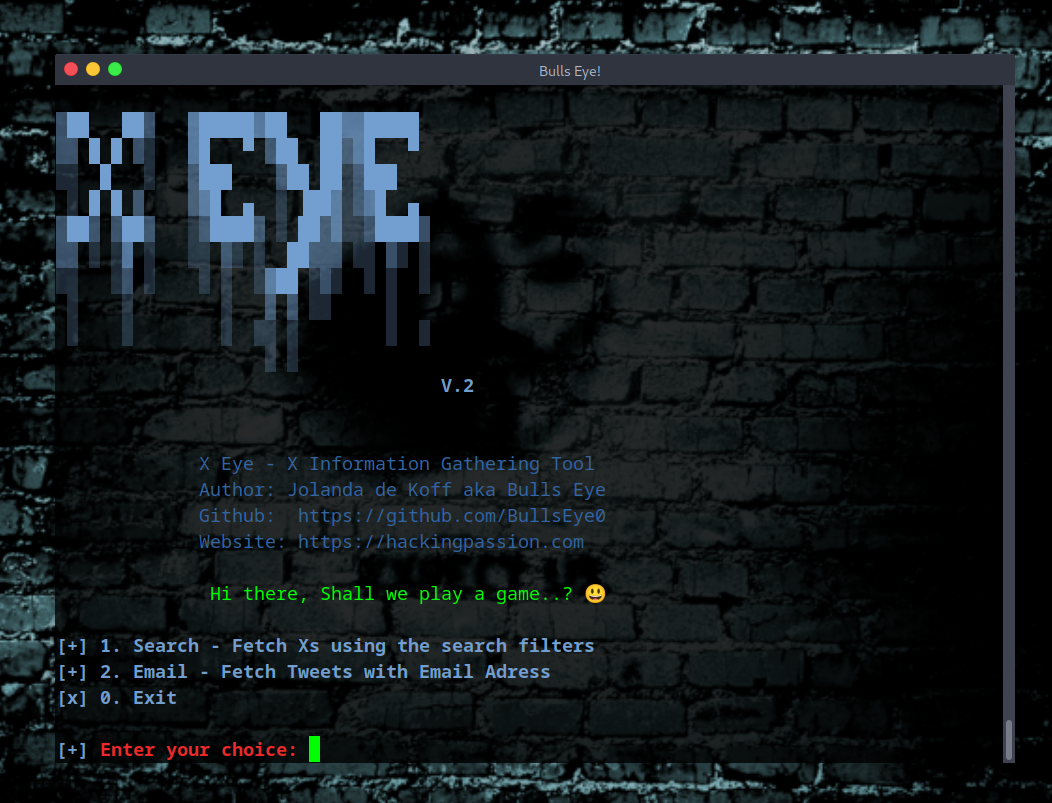 Bulls Eye!
X EYE
V.2
X Eye - X Information Gathering Tool
Author: Jolanda de Koff aka Bulls Eye
Github: https://github.com/BullsEye0
Website: https://hackingpassion.com
Hi there, Shall we play a game..? 😃
[+] 1. Search - Fetch Xs using the search filters
[+] 2. Email - Fetch Tweets with Email Adress
[x] 0. Exit
[+] Enter your choice: